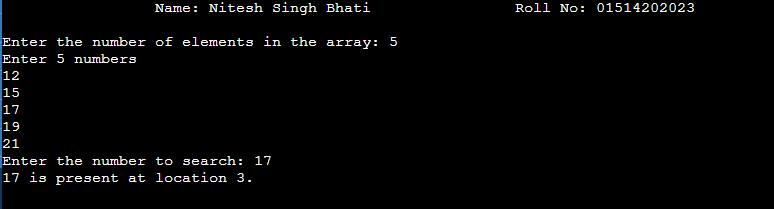 Name: Nitesh Singh Bhati Roll No: 01514202023
Enter the number of elements in the array: 5
Enter 5 numbers
12
15
17
19
21
Enter the number to search: 17
17 is present at location 3.